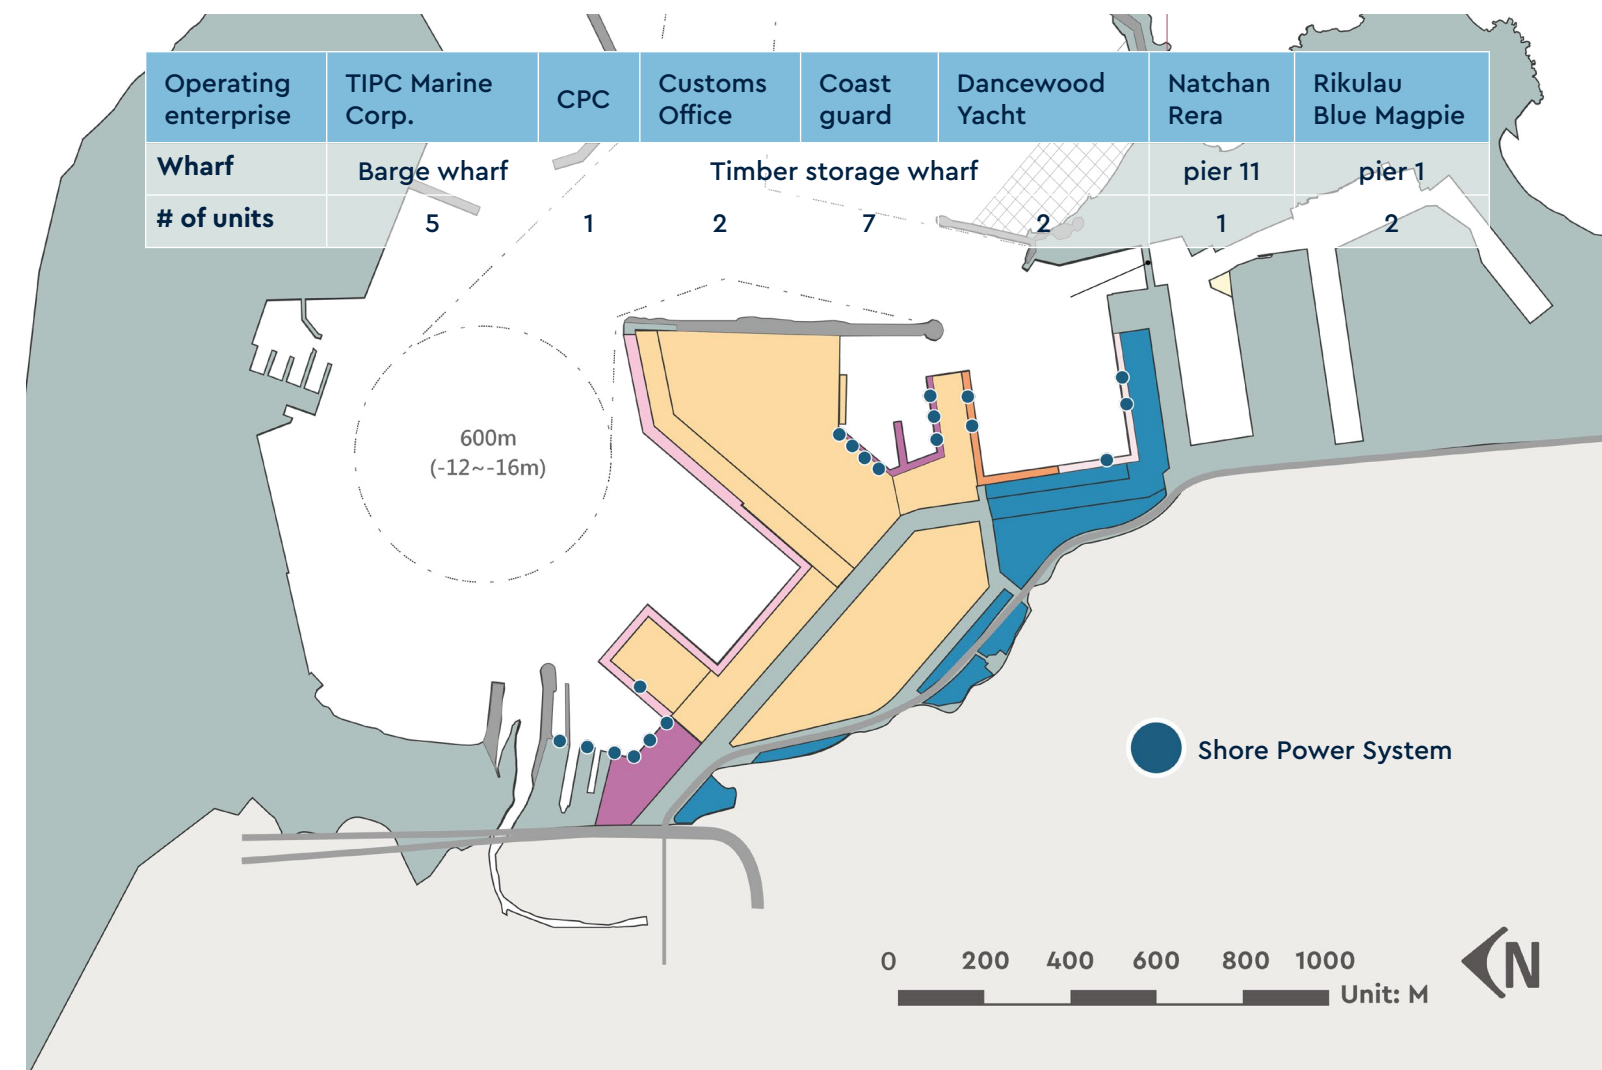 Operating enterprise
TIPC Marine Corp.
CPC
Customs Office
Coast guard
Dancewood Yacht
Natchan Rera
Rikulau Blue Magpie
Wharf
Barge wharf
Timber storage wharf
pier 11
pier 1
# of units
5
1
2
7
2
1
2
600m
(-12~-16m)
Shore Power System
0 200 400 600 800 1000
Unit: M
N